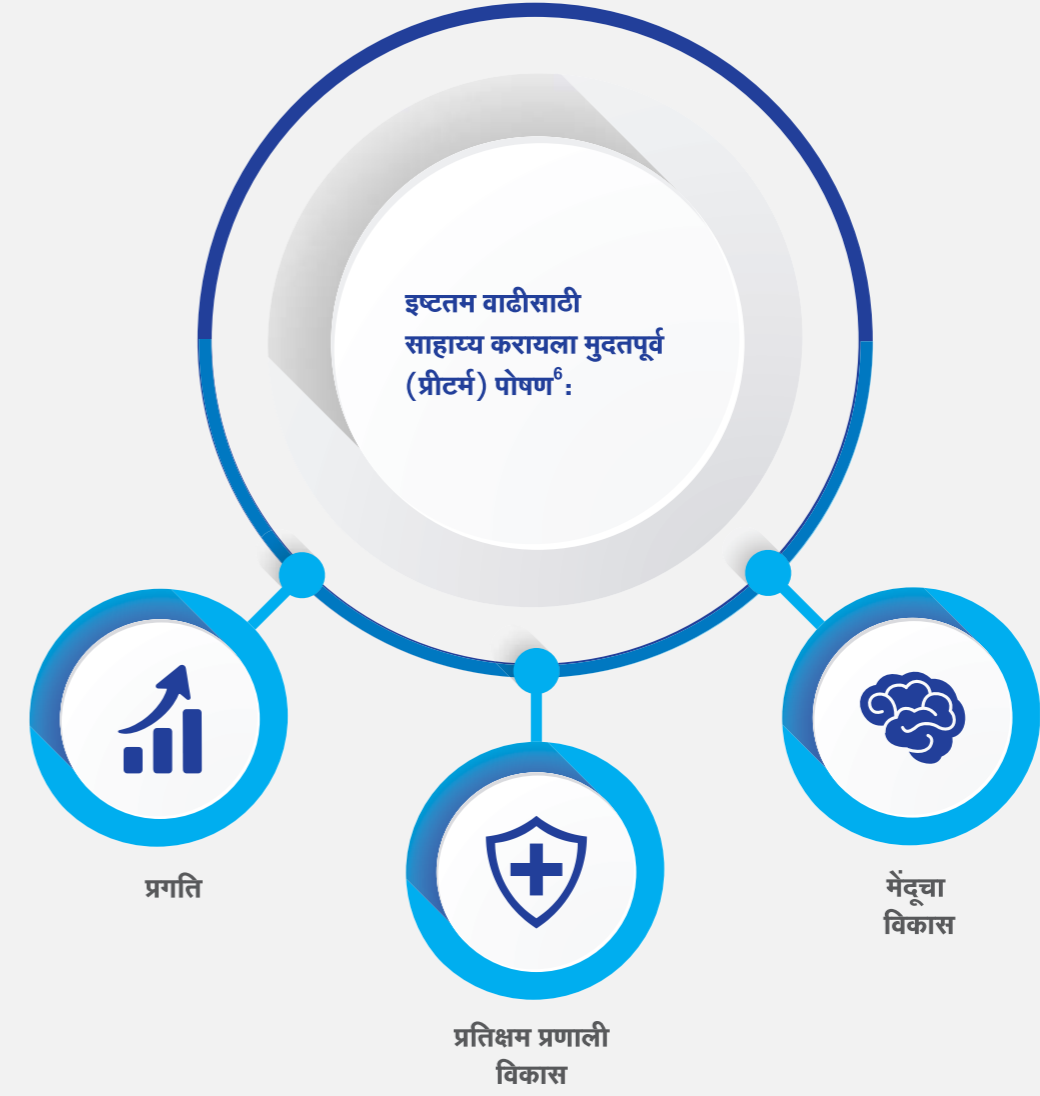 इष्टतम वाढीसाठी
साहाय्य करायला मुदतपूर्व
(प्रीटर्म) पोषण⁶:
प्रगति
प्रतिक्षम प्रणाली
विकास
मेंदूचा
विकास